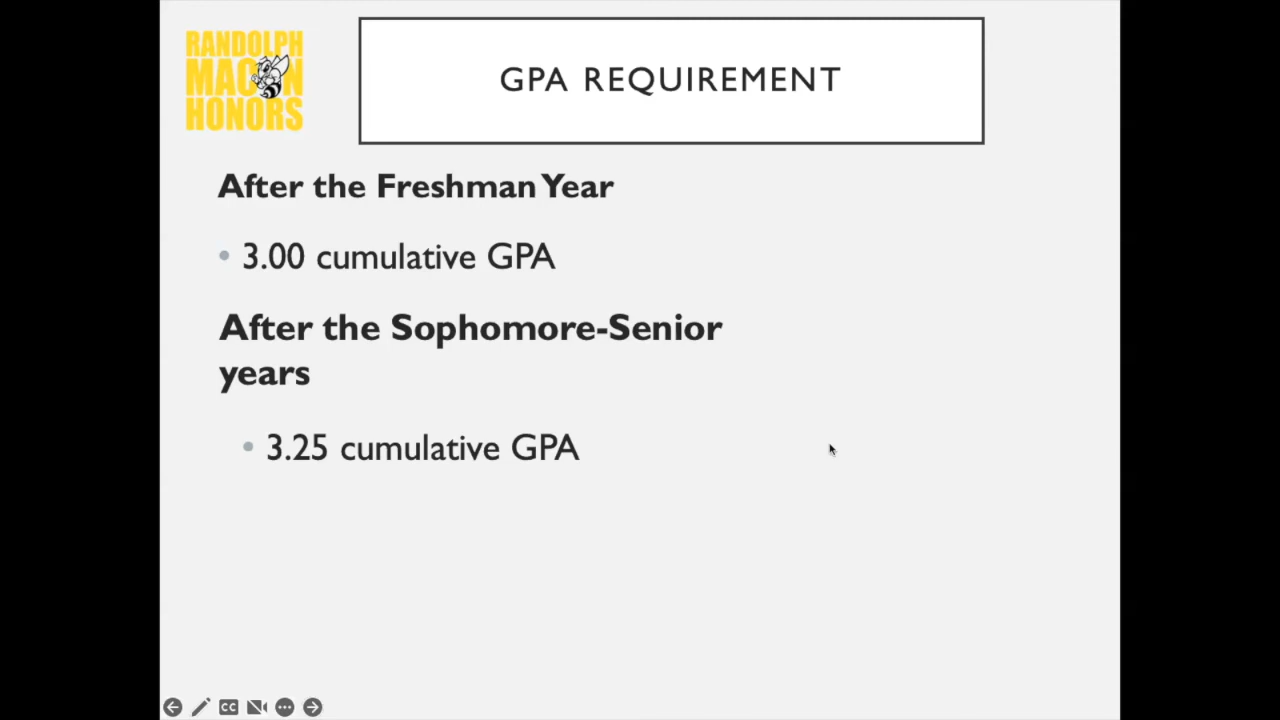 RANDOLPH
MACON
HONORS
GPA REQUIREMENT
After the Freshman Year
• 3.00 cumulative GPA
After the Sophomore-Senior
years
• 3.25 cumulative GPA
CC